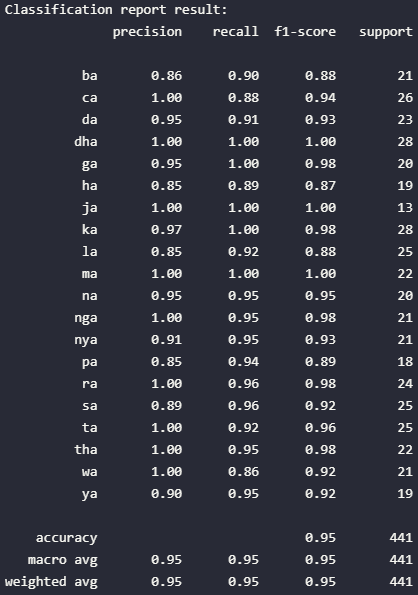 Classification report result:
precision recall f1-score support
ba 0.86 0.90 0.88 21
ca 1.00 0.88 0.94 26
da 0.95 0.91 0.93 23
dha 1.00 1.00 1.00 28
ga 0.95 1.00 0.98 20
ha 0.85 0.89 0.87 19
ja 1.00 1.00 1.00 13
ka 0.97 1.00 0.98 28
la 0.85 0.92 0.88 25
ma 1.00 1.00 1.00 22
na 0.95 0.95 0.95 20
nga 1.00 0.95 0.98 21
nya 0.91 0.95 0.93 21
pa 0.85 0.94 0.89 18
ra 1.00 0.96 0.98 24
sa 0.89 0.96 0.92 25
ta 1.00 0.92 0.96 25
tha 1.00 0.95 0.98 22
wa 1.00 0.86 0.92 21
ya 0.90 0.95 0.92 19
accuracy 0.95 441
macro avg 0.95 0.95 0.95 441
weighted avg 0.95 0.95 0.95 441